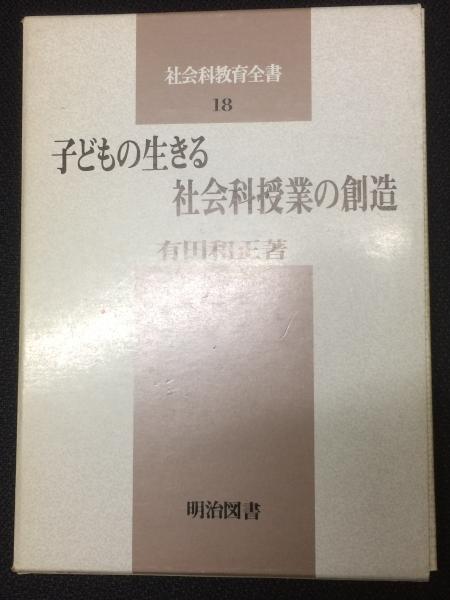 社会科教育全書
18
子どもの生きる
社会科授業の創造
有田和正著
明治図書